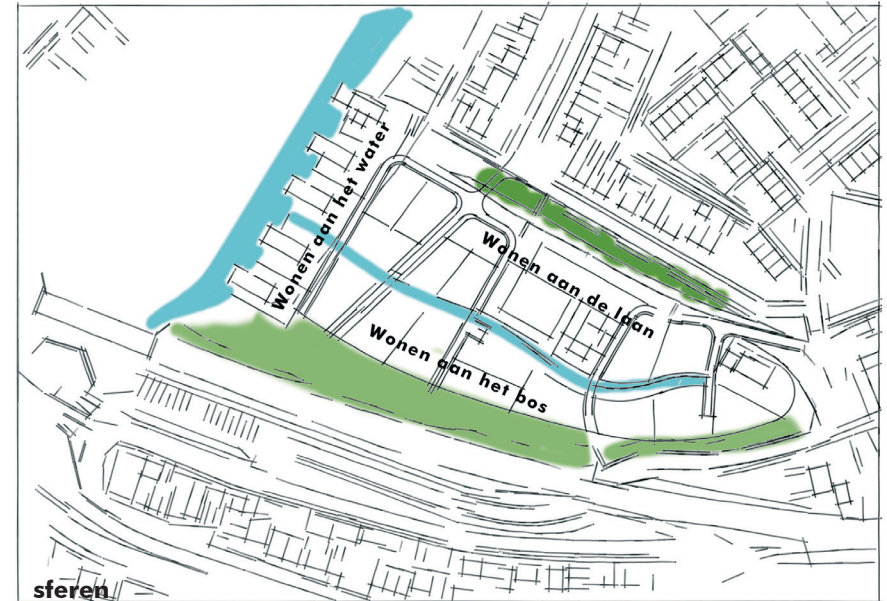 Wonen aan het water
Wonen aan de laan
Wonen aan het bos
sferen